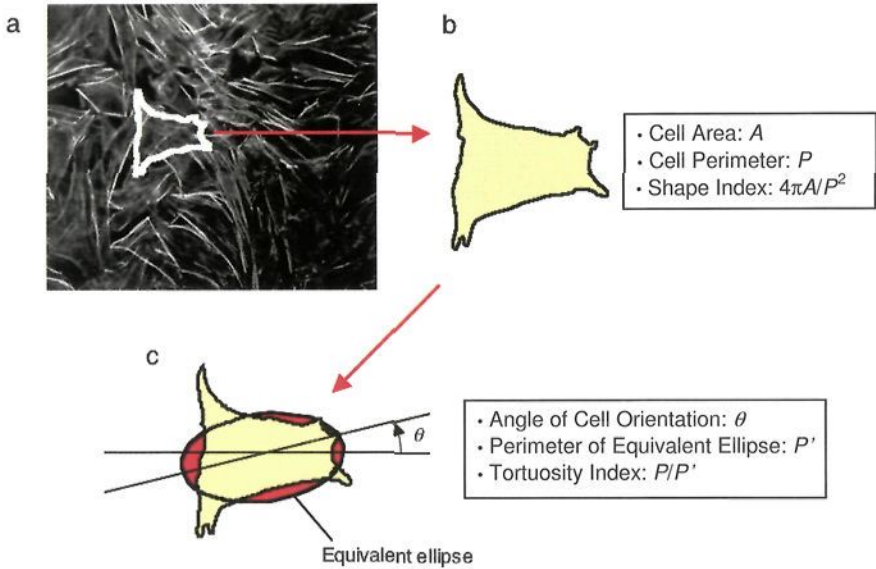 a
b
• Cell Area: A
• Cell Perimeter: P
• Shape Index: 4πA/P²
c
θ
• Angle of Cell Orientation: θ
• Perimeter of Equivalent Ellipse: P'
• Tortuosity Index: P/P'
Equivalent ellipse